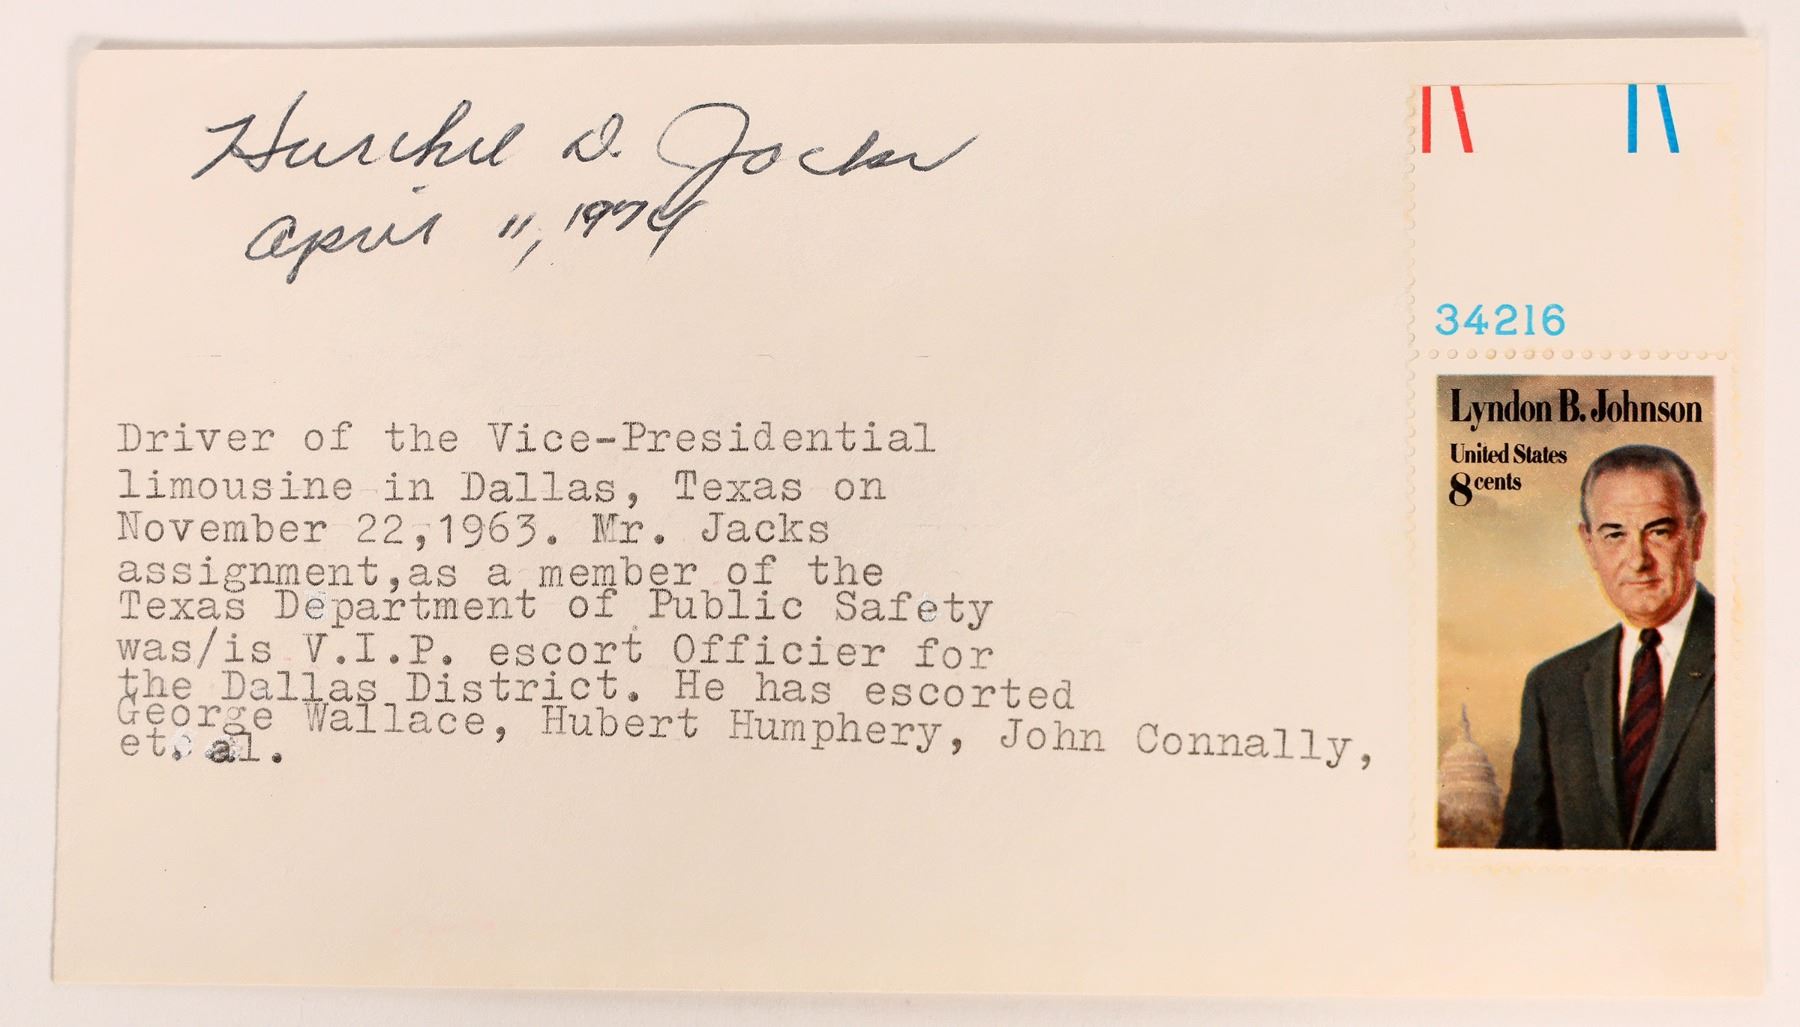 Hurchel D. Jacks
April 11, 1974
34216
Lyndon B. Johnson
United States
8 cents
Driver of the Vice-Presidential
limousine in Dallas, Texas on
November 22,1963. Mr. Jacks
assignment,as a member of the
Texas Department of Public Safety
was/is V.I.P. escort Officier for
the Dallas District. He has escorted
George Wallace, Hubert Humphery, John Connally,
et. al.